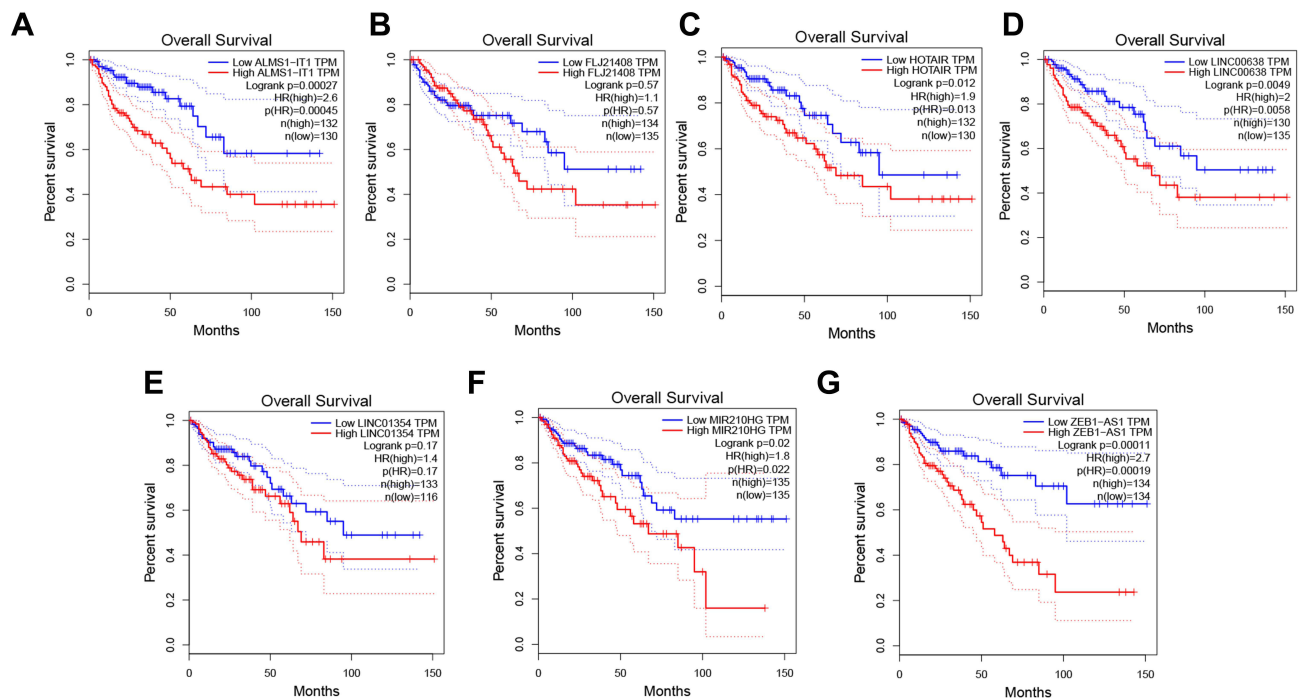 A
Overall Survival
Low ALMS1-IT1 TPM
High ALMS1-IT1 TPM
Logrank p=0.00027
HR(high)=2.6
p(HR)=0.00045
n(high)=132
n(low)=130
Percent survival
0.0
0.2
0.4
0.6
0.8
1.0
0
50
100
150
Months
B
Overall Survival
Low FLJ21408 TPM
High FLJ21408 TPM
Logrank p=0.57
HR(high)=1.1
p(HR)=0.57
n(high)=134
n(low)=135
Percent survival
0.0
0.2
0.4
0.6
0.8
1.0
0
50
100
150
Months
C
Overall Survival
Low HOTAIR TPM
High HOTAIR TPM
Logrank p=0.012
HR(high)=1.9
p(HR)=0.013
n(high)=132
n(low)=130
Percent survival
0.0
0.2
0.4
0.6
0.8
1.0
0
50
100
150
Months
D
Overall Survival
Low LINC00638 TPM
High LINC00638 TPM
Logrank p=0.0049
HR(high)=2
p(HR)=0.0058
n(high)=130
n(low)=135
Percent survival
0.0
0.2
0.4
0.6
0.8
1.0
0
50
100
150
Months
E
Overall Survival
Low LINC01354 TPM
High LINC01354 TPM
Logrank p=0.17
HR(high)=1.4
p(HR)=0.17
n(high)=133
n(low)=116
Percent survival
0.0
0.2
0.4
0.6
0.8
1.0
0
50
100
150
Months
F
Overall Survival
Low MIR210HG TPM
High MIR210HG TPM
Logrank p=0.02
HR(high)=1.8
p(HR)=0.022
n(high)=135
n(low)=135
Percent survival
0.0
0.2
0.4
0.6
0.8
1.0
0
50
100
150
Months
G
Overall Survival
Low ZEB1-AS1 TPM
High ZEB1-AS1 TPM
Logrank p=0.00011
HR(high)=2.7
p(HR)=0.00019
n(high)=134
n(low)=134
Percent survival
0.0
0.2
0.4
0.6
0.8
1.0
0
50
100
150
Months